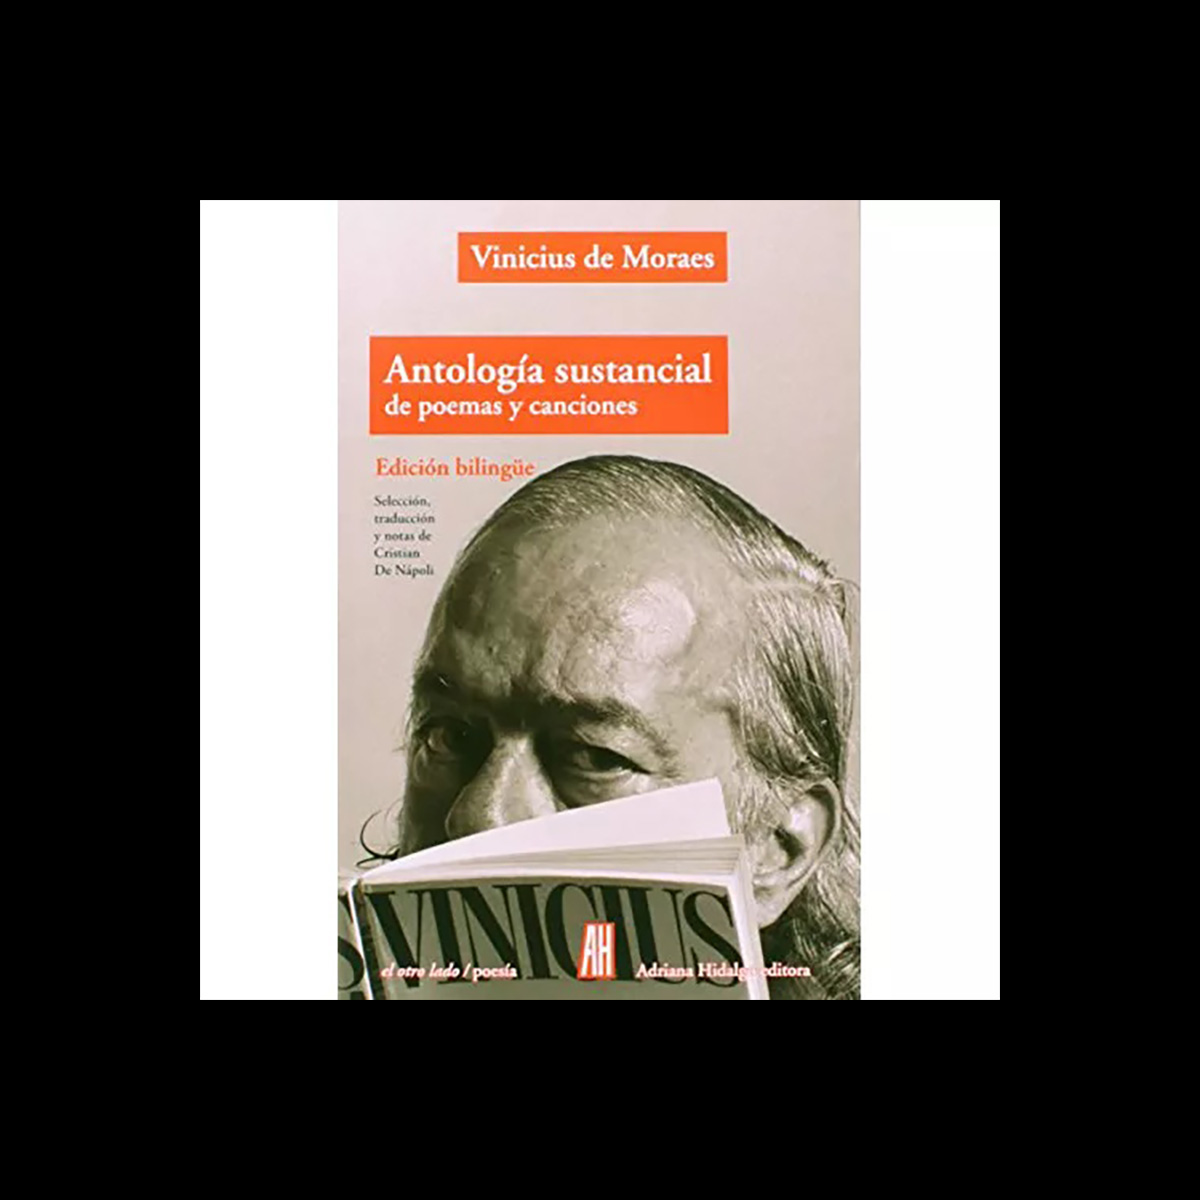 Vinicius de Moraes
Antología sustancial
de poemas y canciones
Edición bilingüe
Selección,
traducción
y notas de
Cristian
De Nápoli
VINICIUS
el otro lado / poesía
AH
Adriana Hidalgo editora